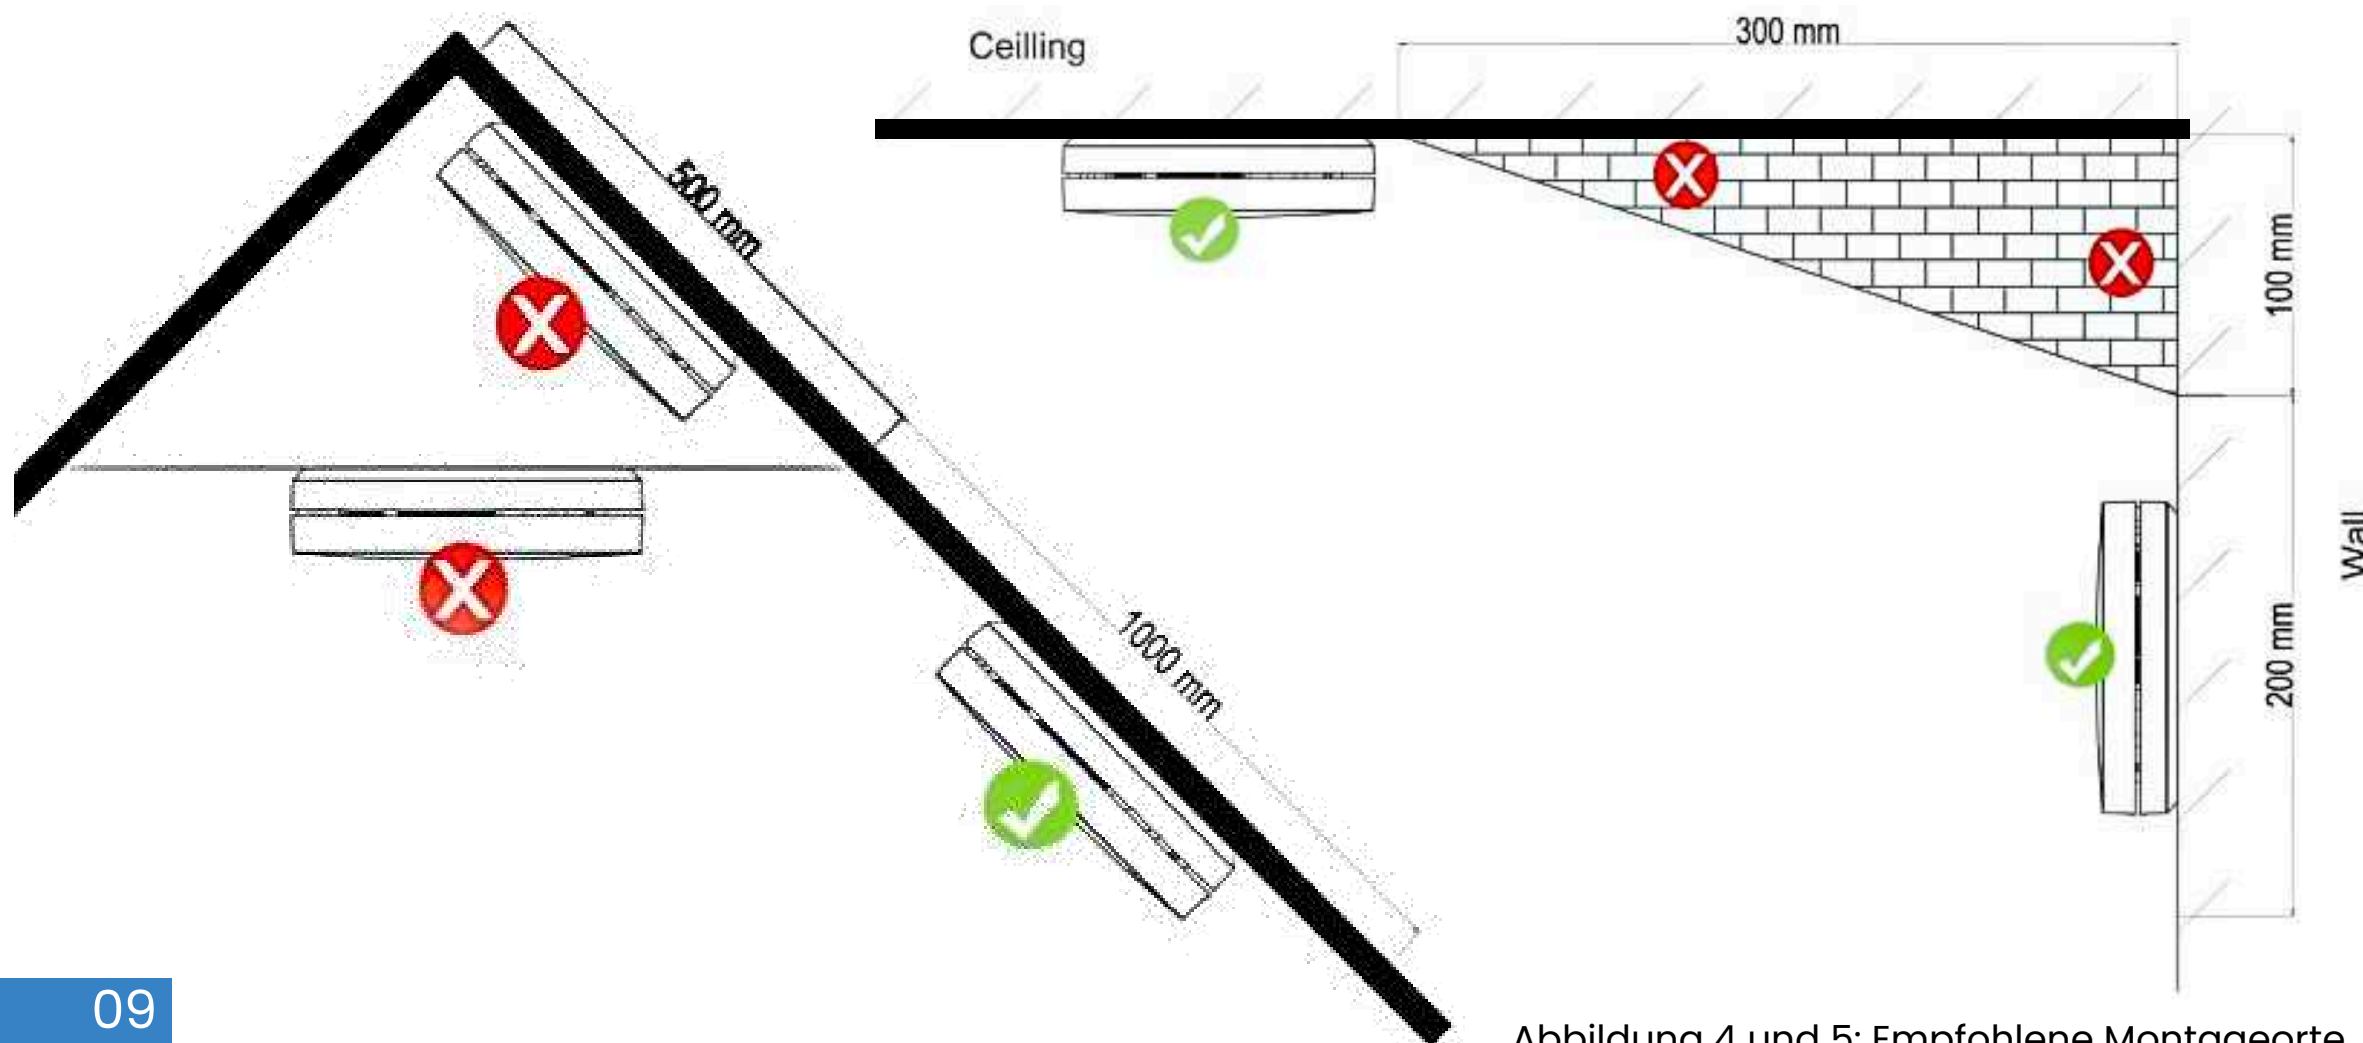 Ceilling
300 mm
500 mm
100 mm
1000 mm
Wall
200 mm
09
Abbildung 4 und 5: Empfohlene Montageorte